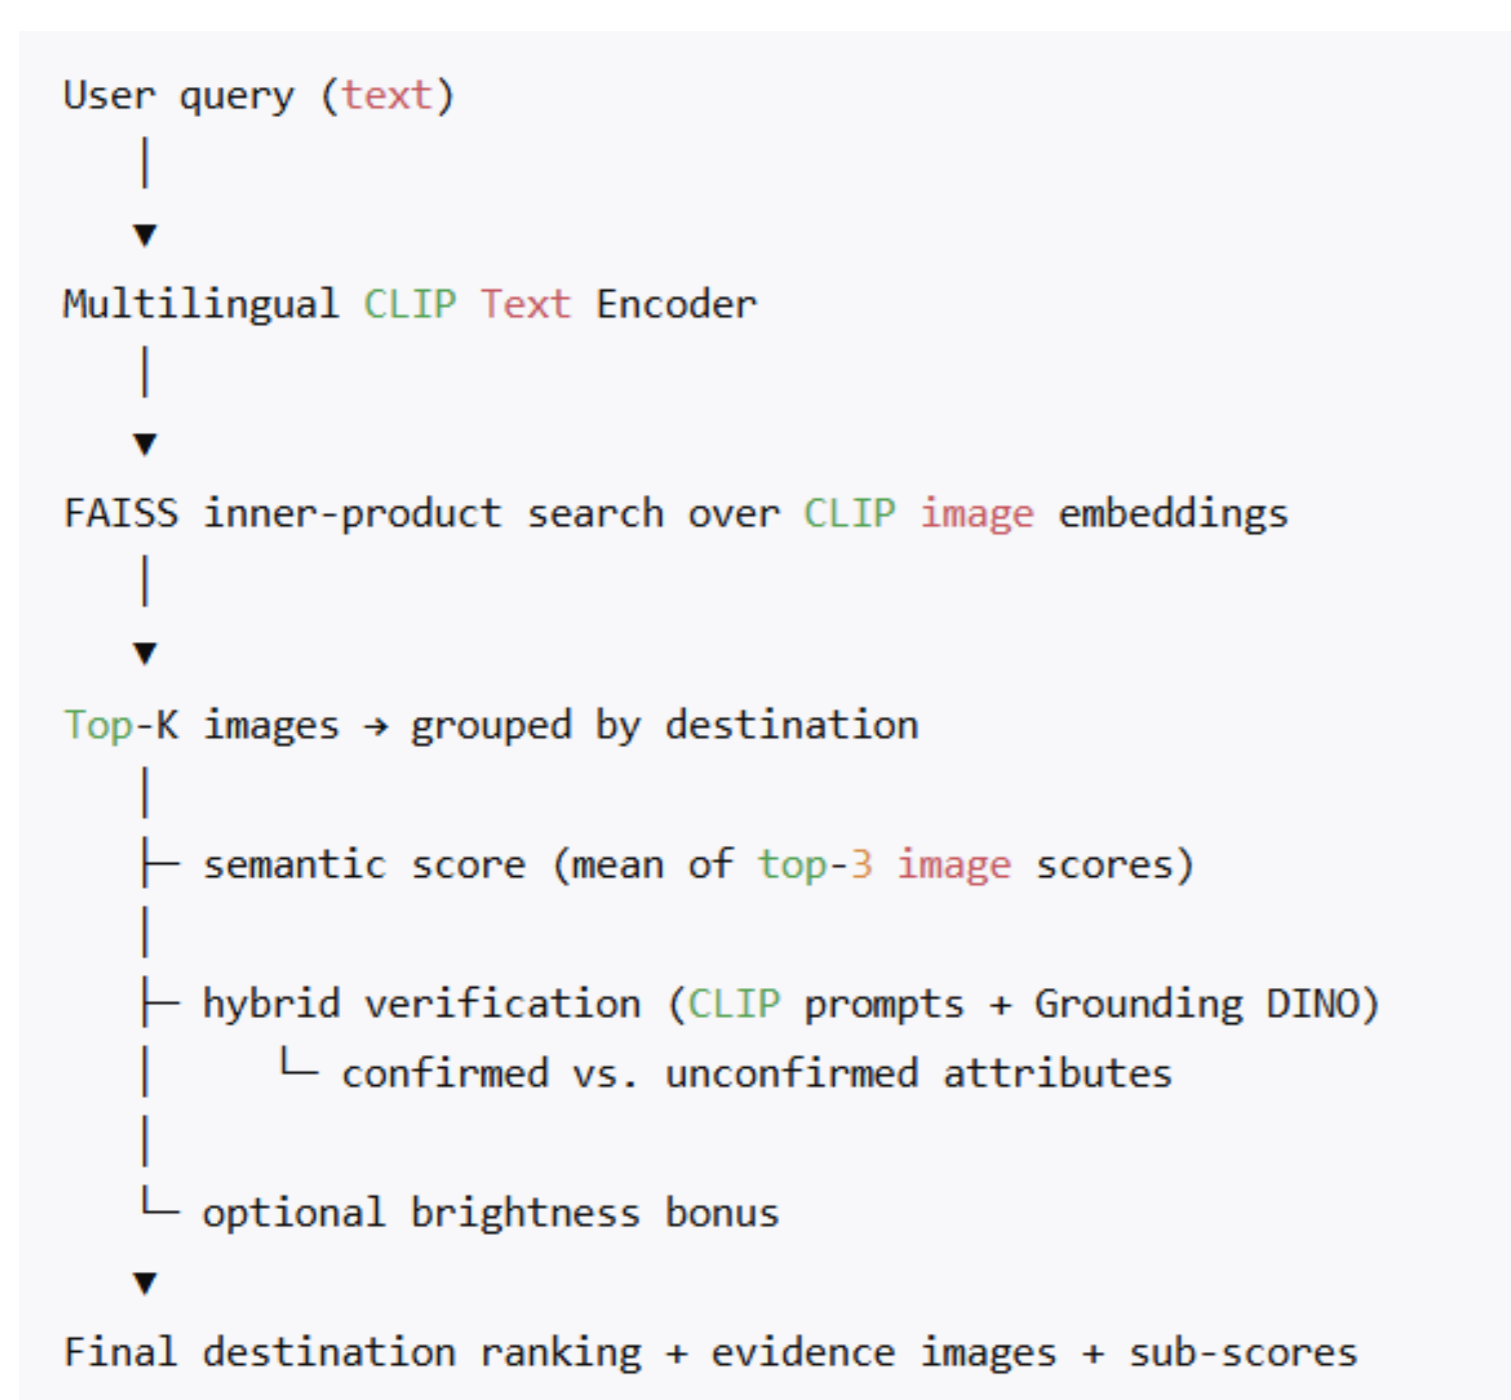 User query (text)
│
▼
Multilingual CLIP Text Encoder
│
▼
FAISS inner-product search over CLIP image embeddings
│
▼
Top-K images → grouped by destination
│
├─ semantic score (mean of top-3 image scores)
│
├─ hybrid verification (CLIP prompts + Grounding DINO)
│     └─ confirmed vs. unconfirmed attributes
│
└─ optional brightness bonus
▼
Final destination ranking + evidence images + sub-scores